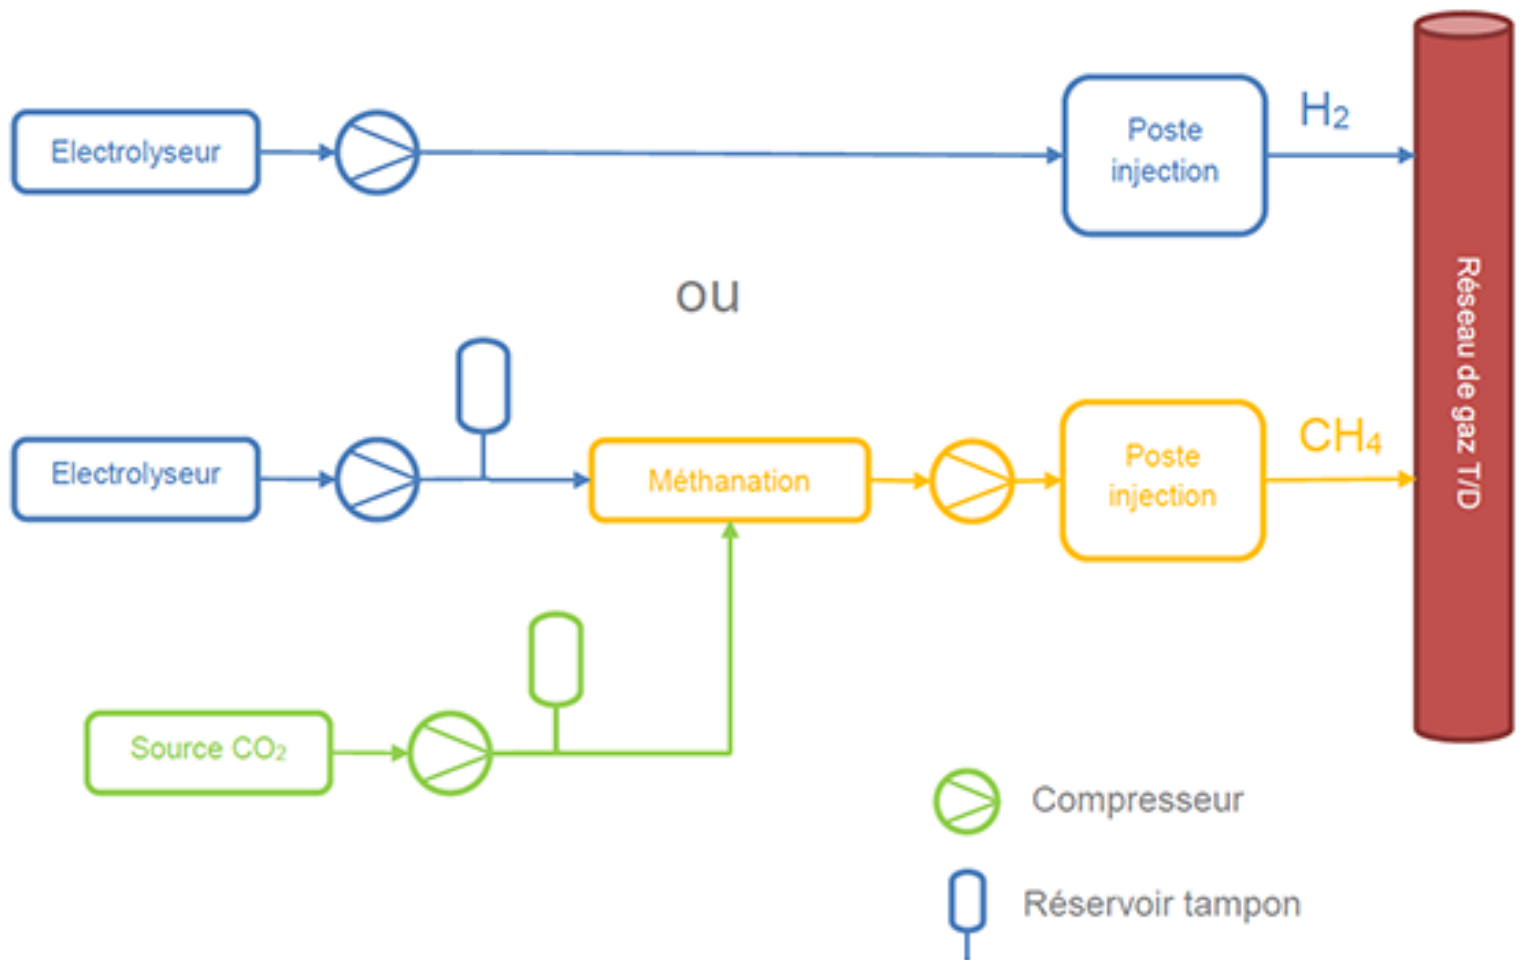 Electrolyseur
Poste
injection
H₂
ou
Electrolyseur
Méthanation
Poste
injection
CH₄
Réseau de gaz T/D
Source CO₂
Compresseur
Réservoir tampon